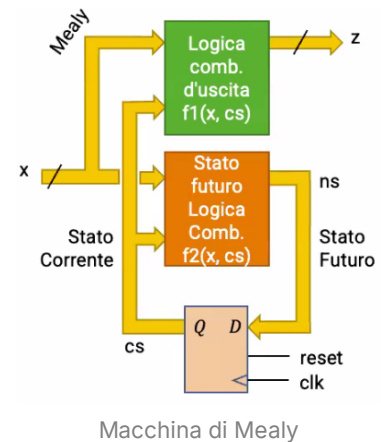 Mealy
Logica
comb.
d'uscita
f1(x, cs)
z
x
Stato
futuro
Logica
Comb.
f2(x, cs)
ns
Stato
Corrente
Stato
Futuro
Q D
cs
reset
clk
Macchina di Mealy